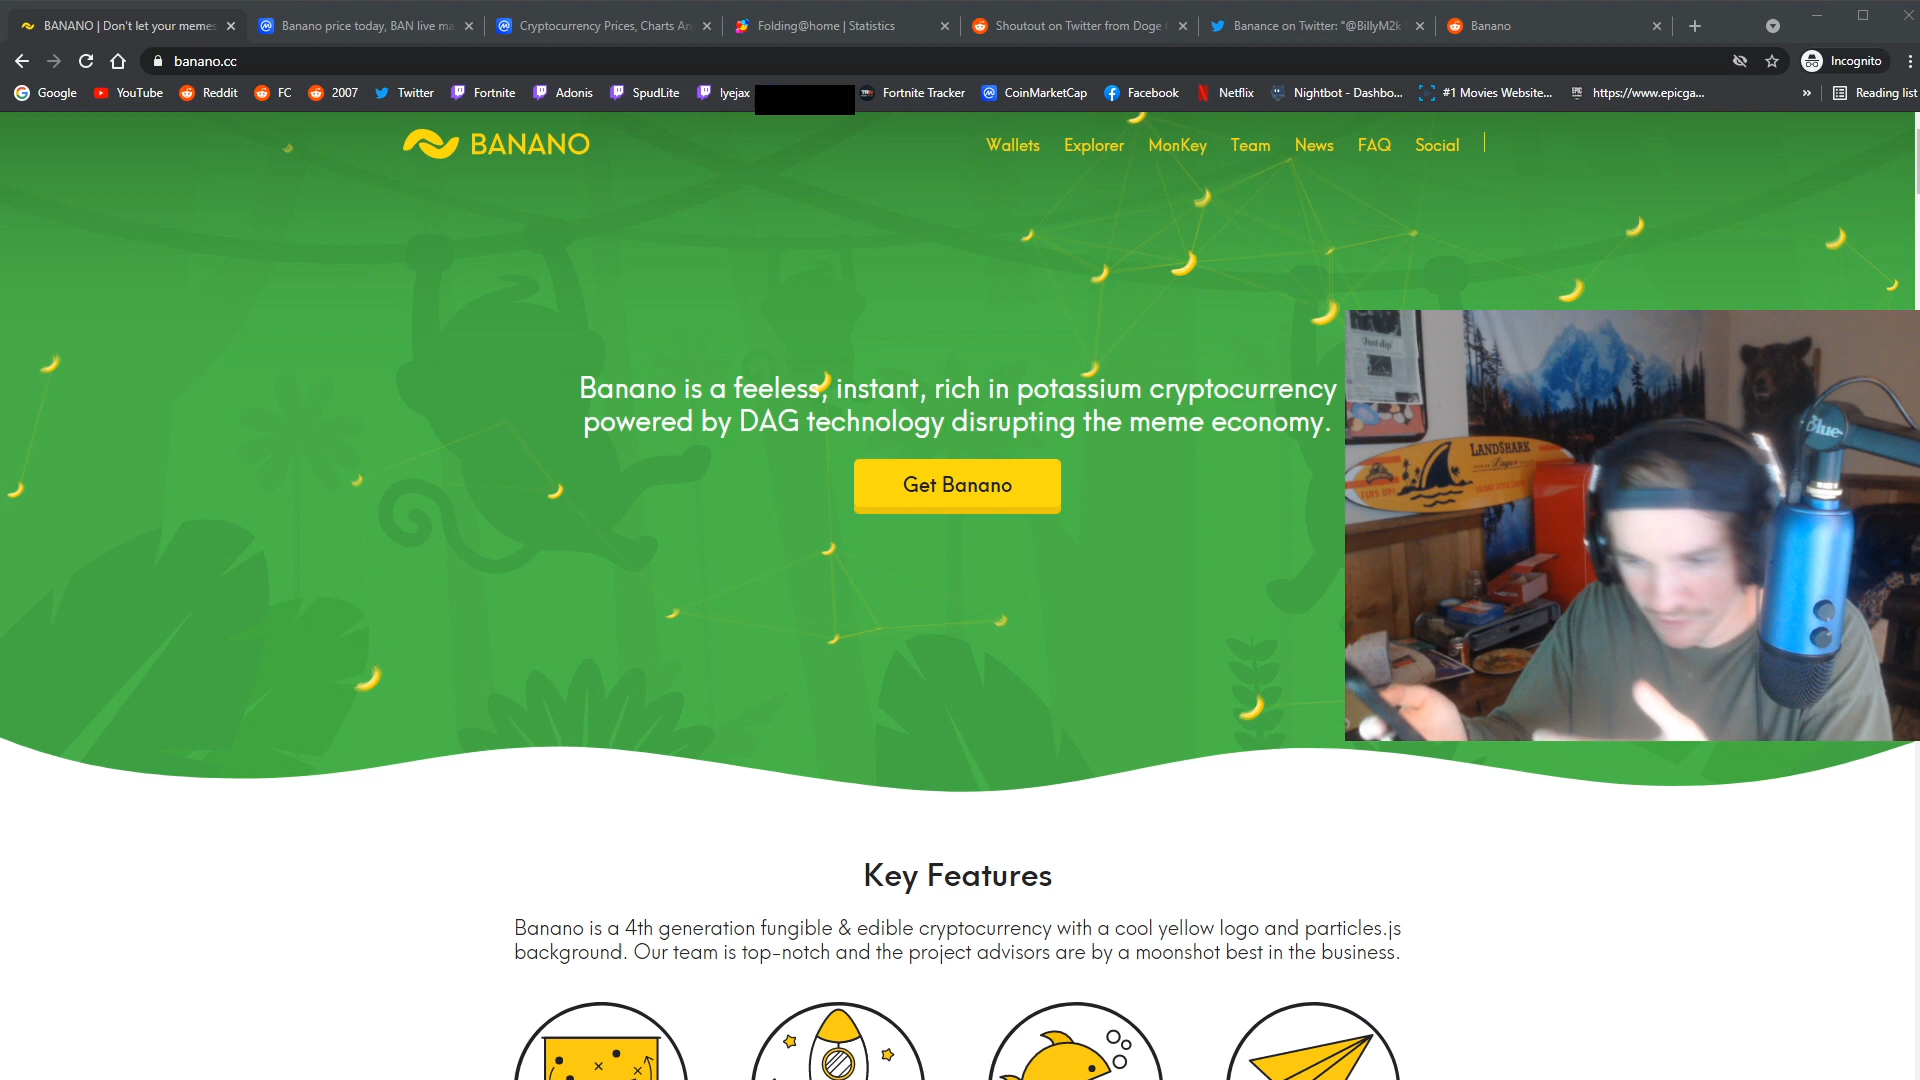 BANANO | Don't let your memes
Banano price today, BAN live ma
Cryptocurrency Prices, Charts An
Folding@home | Statistics
Shoutout on Twitter from Doge C
Banance on Twitter: "@BillyM2k
Banano
banano.cc
Incognito
Google
YouTube
Reddit
FC
2007
Twitter
Fortnite
Adonis
SpudLite
lyejax
Fortnite Tracker
CoinMarketCap
Facebook
Netflix
Nightbot - Dashbo...
#1 Movies Website...
https://www.epicga...
»
Reading list
BANANO
Wallets
Explorer
MonKey
Team
News
FAQ
Social
Banano is a feeless, instant, rich in potassium cryptocurrency
powered by DAG technology disrupting the meme economy.
Get Banano
"Just dip"
LANDSHARK
Lager
Blue
Key Features
Banano is a 4th generation fungible & edible cryptocurrency with a cool yellow logo and particles.js
background. Our team is top-notch and the project advisors are by a moonshot best in the business.